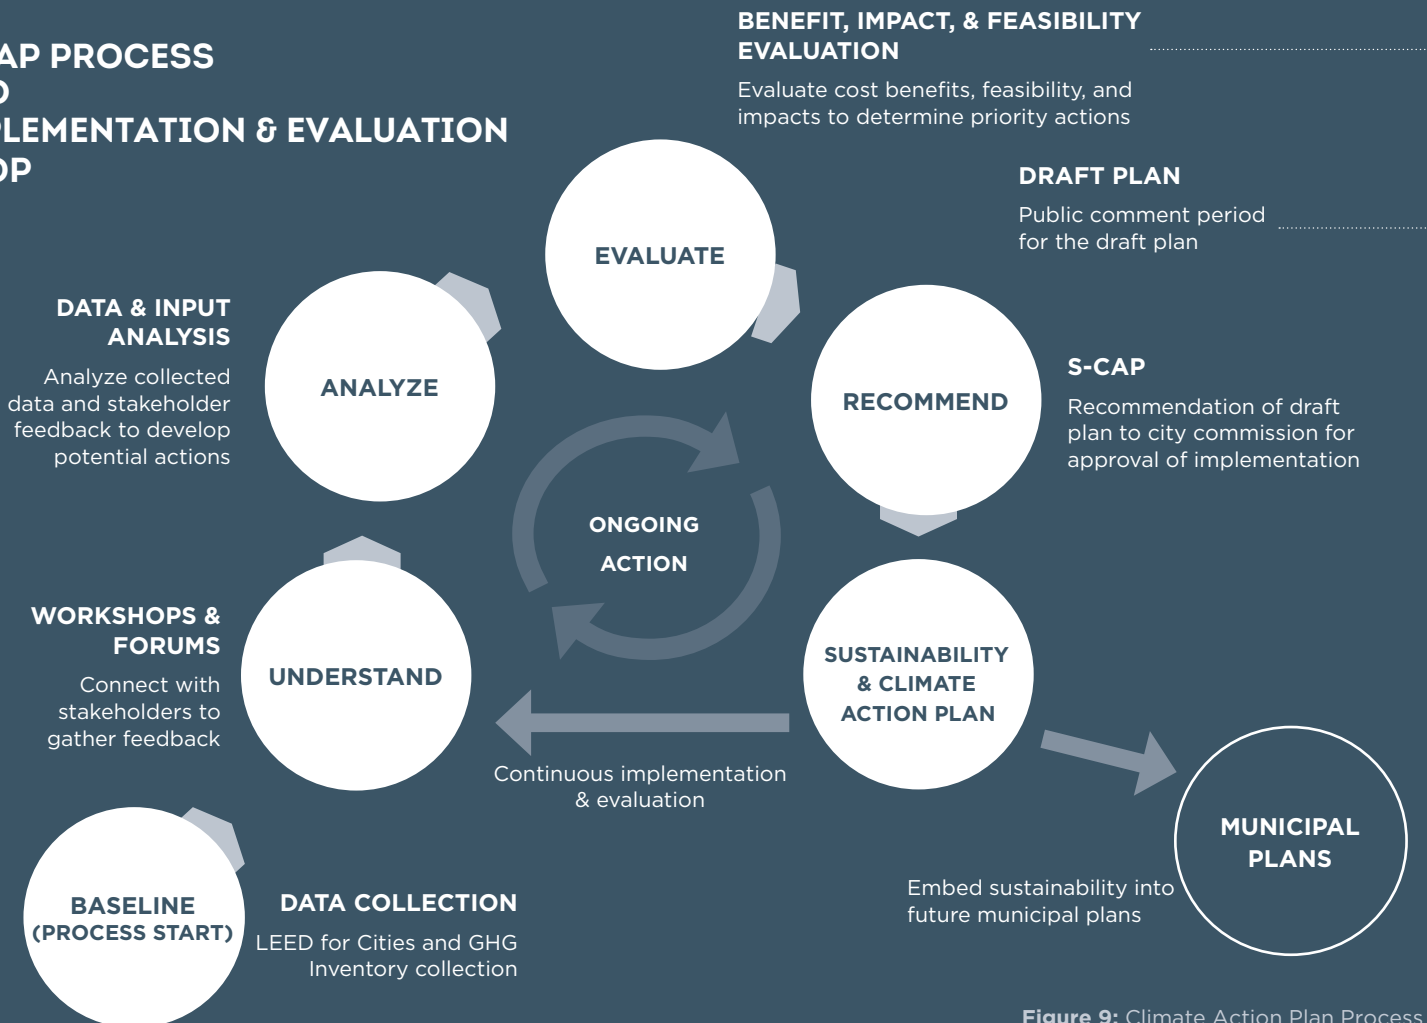 AP PROCESS
PLEMENTATION & EVALUATION
OP
BENEFIT, IMPACT, & FEASIBILITY
EVALUATION
Evaluate cost benefits, feasibility, and
impacts to determine priority actions
DRAFT PLAN
Public comment period
for the draft plan
EVALUATE
DATA & INPUT
ANALYSIS
Analyze collected
data and stakeholder
feedback to develop
potential actions
ANALYZE
RECOMMEND
S-CAP
Recommendation of draft
plan to city commission for
approval of implementation
ONGOING
ACTION
WORKSHOPS &
FORUMS
Connect with
stakeholders to
gather feedback
UNDERSTAND
SUSTAINABILITY
& CLIMATE
ACTION PLAN
Continuous implementation
& evaluation
MUNICIPAL
PLANS
Embed sustainability into
future municipal plans
BASELINE
(PROCESS START)
DATA COLLECTION
LEED for Cities and GHG
Inventory collection
Figure 9: Climate Action Plan Process